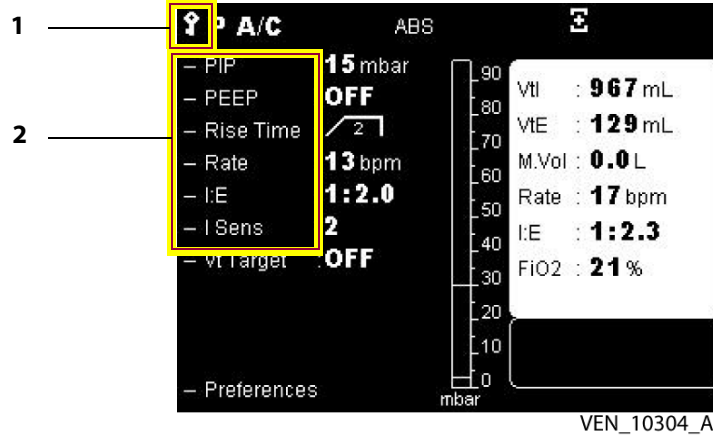 1
P A/C ABS
2
– PIP 15 mbar
– PEEP OFF
– Rise Time 2
– Rate 13 bpm
– I:E 1:2.0
– I Sens 2
– Vt Target : OFF
– Preferences
90
80
70
60
50
40
30
20
10
0
mbar
VtI : 967 mL
VtE : 129 mL
M.Vol : 0.0 L
Rate : 17 bpm
I:E : 1:2.3
FiO2 : 21 %
VEN_10304_A